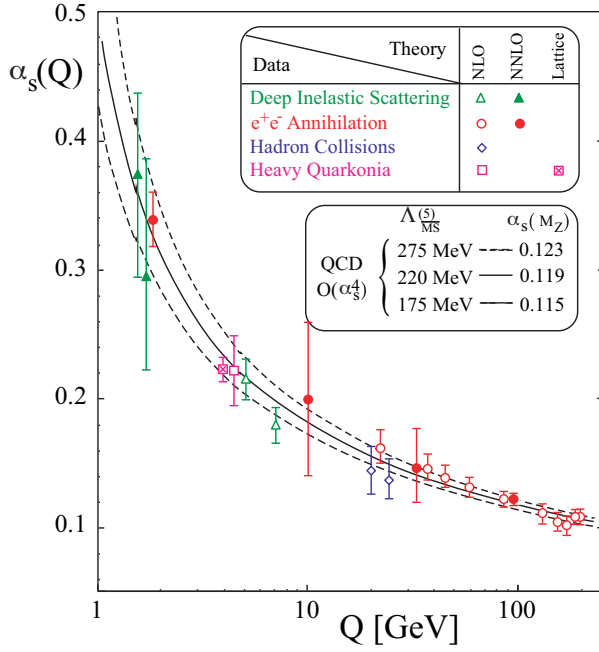 0.5
αs(Q)
0.4
0.3
0.2
0.1
1
10
100
Q [GeV]
Theory
Data
NLO
NNLO
Lattice
Deep Inelastic Scattering
e+e- Annihilation
Hadron Collisions
Heavy Quarkonia
Λ(5)MS
αs(MZ)
QCD
O(αs4)
275 MeV 0.123
220 MeV 0.119
175 MeV 0.115